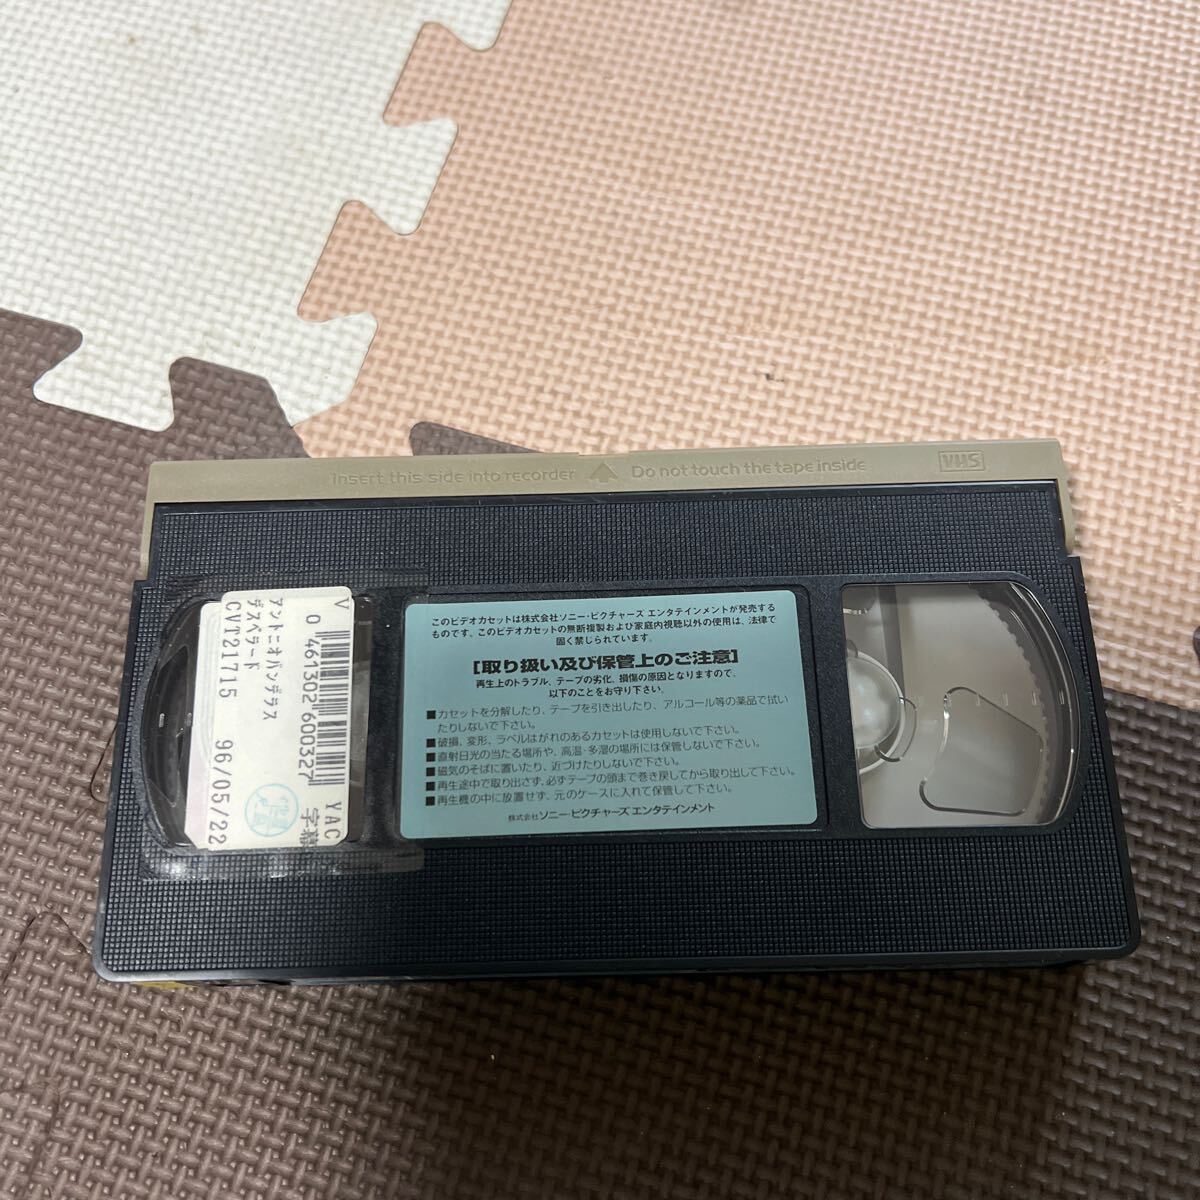 Insert this side into recorder Do not touch the tape inside VHS
V YAC
0 461302 600327 字幕
アントニオバンデラス
デスペラード
CVT21715 96/05/22
このビデオカセットは株式会社ソニー・ピクチャーズ エンタテインメントが発売する
ものです。このビデオカセットの無断複製および家庭内視聴以外の使用は、法律で
固く禁じられています。
[取り扱い及び保管上のご注意]
再生上のトラブル、テープの劣化、損傷の原因となりますので、
以下のことをお守り下さい。
■カセットを分解したり、テープを引き出したり、アルコール等の薬品で拭い
たりしないで下さい。
■破損、変形、ラベルはがれのあるカセットは使用しないで下さい。
■直射日光の当たる場所や、高温・多湿の場所には保管しないで下さい。
■磁気のそばに置いたり、近づけたりしないで下さい。
■再生途中で取り出さず、必ずテープの頭まで巻き戻してから取り出して下さい。
■再生機の中に放置せず、元のケースに入れて保管して下さい。
株式会社ソニー・ピクチャーズ エンタテインメント